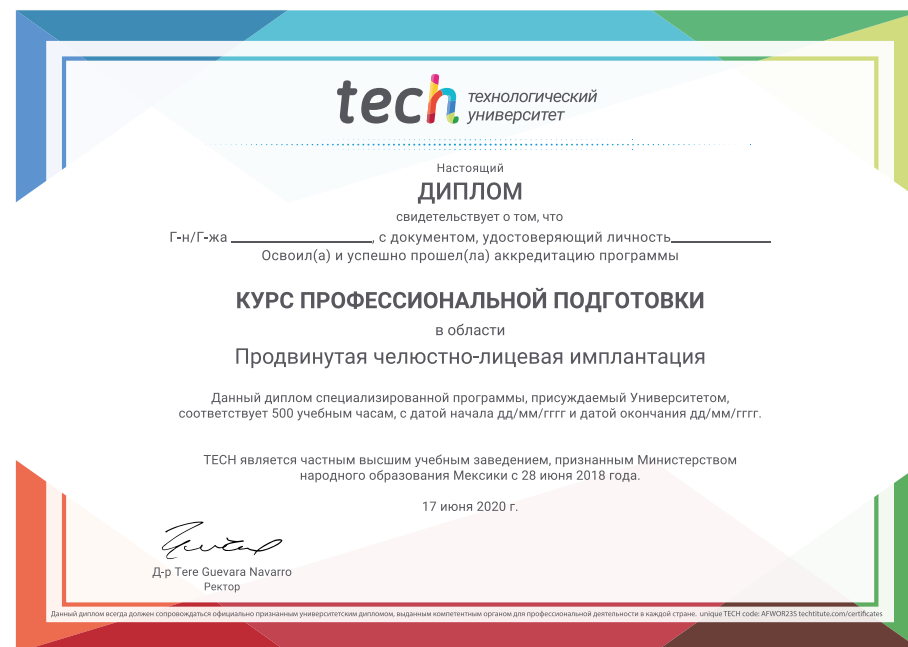 tech технологический
университет
Настоящий
ДИПЛОМ
свидетельствует о том, что
Г-н/Г-жа ____________________, с документом, удостоверяющий личность______________
Освоил(а) и успешно прошел(ла) аккредитацию программы
КУРС ПРОФЕССИОНАЛЬНОЙ ПОДГОТОВКИ
в области
Продвинутая челюстно-лицевая имплантация
Данный диплом специализированной программы, присуждаемый Университетом,
соответствует 500 учебным часам, с датой начала дд/мм/гггг и датой окончания дд/мм/гггг.
TECH является частным высшим учебным заведением, признанным Министерством
народного образования Мексики с 28 июня 2018 года.
17 июня 2020 г.
Д-р Tere Guevara Navarro
Ректор
Данный диплом всегда должен сопровождаться официально признанным университетским дипломом, выданным компетентным органом для профессиональной деятельности в каждой стране. unique TECH code: AFWOR23S techtitute.com/certificates